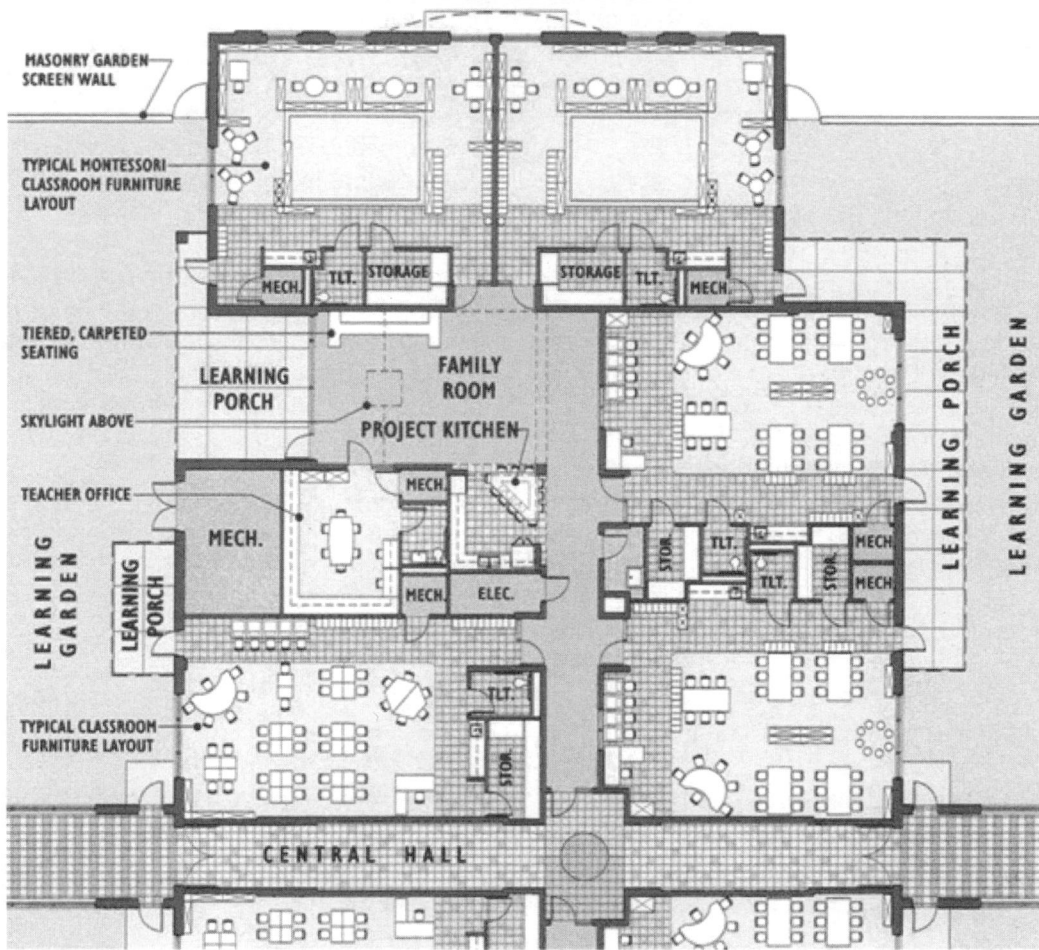 MASONRY GARDEN
SCREEN WALL
TYPICAL MONTESSORI
CLASSROOM FURNITURE
LAYOUT
MECH.
TLT.
STORAGE
STORAGE
TLT.
MECH.
TIERED, CARPETED
SEATING
LEARNING
PORCH
FAMILY
ROOM
SKYLIGHT ABOVE
PROJECT KITCHEN
LEARNING PORCH
LEARNING GARDEN
TEACHER OFFICE
MECH.
MECH.
MECH.
ELEC.
STOR.
TLT.
TLT.
STOR.
MECH
MECH
LEARNING
GARDEN
LEARNING
PORCH
TYPICAL CLASSROOM
FURNITURE LAYOUT
TLT.
STOR.
CENTRAL HALL